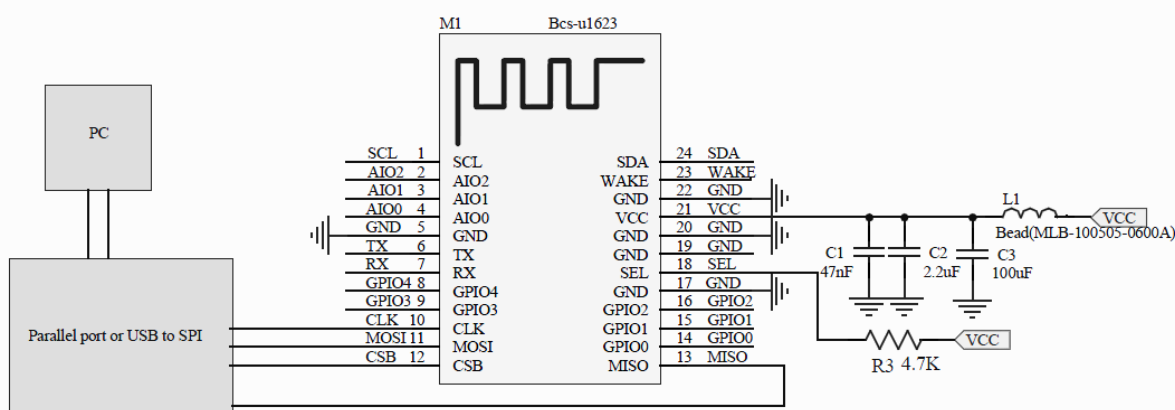 M1 Bcs-u1623
PC
SCL 1 SCL SDA 24 SDA
AIO2 2 AIO2 WAKE 23 WAKE
AIO1 3 AIO1 GND 22 GND
AIO0 4 AIO0 VCC 21 VCC
GND 5 GND GND 20 GND
TX 6 TX GND 19 GND
RX 7 RX SEL 18 SEL
GPIO4 8 GPIO4 GND 17 GND
GPIO3 9 GPIO3 GPIO2 16 GPIO2
CLK 10 CLK GPIO1 15 GPIO1
MOSI 11 MOSI GPIO0 14 GPIO0
CSB 12 CSB MISO 13 MISO
Parallel port or USB to SPI
L1
VCC
Bead(MLB-100505-0600A)
C1
47nF
C2
2.2uF
C3
100uF
R3 4.7K
VCC